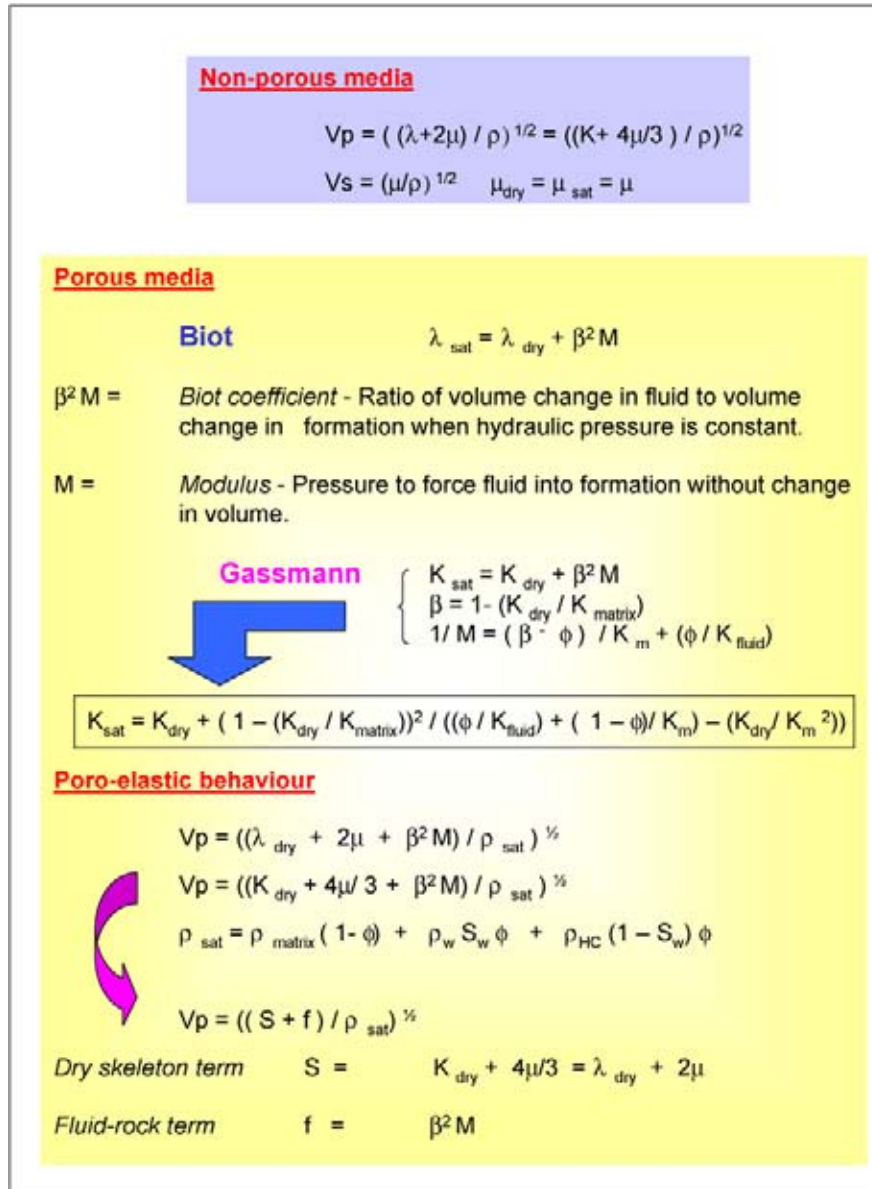 Non-porous media
Vp = ( (λ+2μ) / ρ) 1/2 = ((K+ 4μ/3 ) / ρ)1/2
Vs = (μ/ρ) 1/2 μdry = μ sat = μ
Porous media
Biot λ sat = λ dry + β² M
β² M = Biot coefficient - Ratio of volume change in fluid to volume
change in formation when hydraulic pressure is constant.
M = Modulus - Pressure to force fluid into formation without change
in volume.
Gassmann
K sat = K dry + β² M
β = 1- (K dry / K matrix)
1/ M = ( β - ϕ ) / K m + (ϕ / K fluid)
Ksat = Kdry + ( 1 – (Kdry / Kmatrix))² / ((ϕ / Kfluid) + ( 1 – ϕ)/ Km) – (Kdry/ Km ²))
Poro-elastic behaviour
Vp = ((λ dry + 2μ + β² M) / ρ sat ) ½
Vp = ((K dry + 4μ/ 3 + β² M) / ρ sat ) ½
ρ sat = ρ matrix ( 1- ϕ) + ρw Sw ϕ + ρHC (1 – Sw) ϕ
Vp = (( S + f ) / ρ sat) ½
Dry skeleton term S = K dry + 4μ/3 = λ dry + 2μ
Fluid-rock term f = β² M